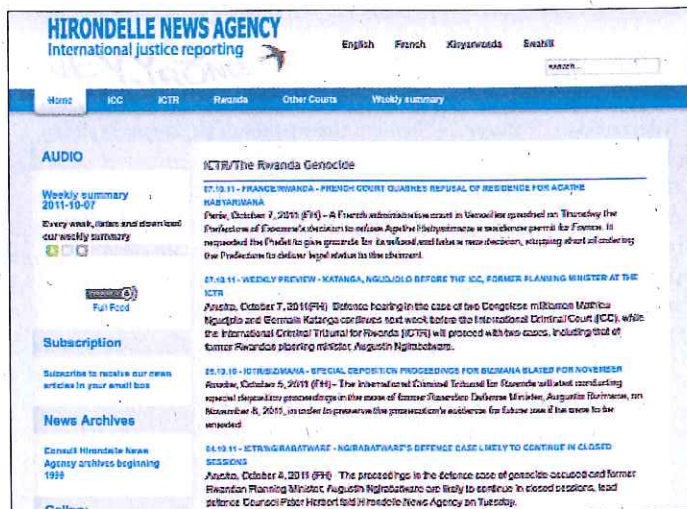 HIRONDELLE NEWS AGENCY
International justice reporting
English French Kinyarwanda Swahili
Home ICC ICTR Rwanda Other Courts Weekly summary
AUDIO
Weekly summary
2011-10-07
Every week, listen and download
our weekly summary
Full Feed
Subscription
Subscribe to receive our news
articles in your email box
News Archives
Consult Hirondelle News
Agency archives beginning
1999
ICTR/The Rwanda Genocide
07.10.11 - FRANCE/RWANDA - FRENCH COURT QUASHES REFUSAL OF RESIDENCE FOR AGATHE
HABYARIMANA
Paris, October 7, 2011 (FH) - A French administrative court in Versailles quashed on Thursday the
Prefecture of Essonne's decision to refuse Agathe Habyarimana a residence permit for France. It
requested the Prefet to give grounds for its refusal and take a new decision, stopping short of ordering
the Prefecture to deliver legal status to the claimant.
07.10.11 - WEEKLY PREVIEW - KATANGA, NGUDJOLO BEFORE THE ICC, FORMER PLANNING MINISTER AT THE
ICTR
Arusha, October 7, 2011(FH) Defence hearing in the case of two Congolese militiamen Mathieu
Ngudjolo and Germain Katanga continues next week before the International Criminal Court (ICC), while
the International Criminal Tribunal for Rwanda (ICTR) will proceed with two cases, including that of
former Rwandan planning minister, Augustin Ngirabatware.
05.10.10 - ICTR/BIZIMANA - SPECIAL DEPOSITION PROCEEDINGS FOR BIZIMANA SLATED FOR NOVEMBER
Arusha, October 5, 2011 (FH) - The International Criminal Tribunal for Rwanda will start conducting
special deposition proceedings in the case of former Rwandan Defence Minister, Augustin Bizimana, on
November 8, 2011, in order to preserve the prosecution's evidence for future use if the need to be
04.10.11 - ICTR/NGIRABATWARE - NGIRABATWARE'S DEFENCE CASE LIKELY TO CONTINUE IN CLOSED
SESSIONS
Arusha, October 4, 2011 (FH) The proceedings in the defence case of genocide-accused and former
Rwandan Planning Minister, Augustin Ngirabatware are likely to continue in closed sessions, lead
defence Counsel Peter Herbert told Hirondelle News Agency on Tuesday.